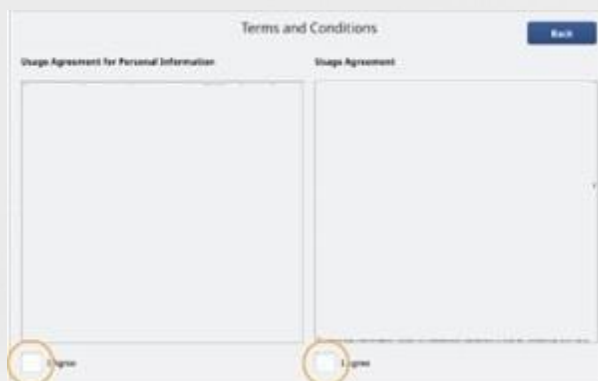 Terms and Conditions
Back
Usage Agreement for Personal Information
Usage Agreement
I agree
I agree